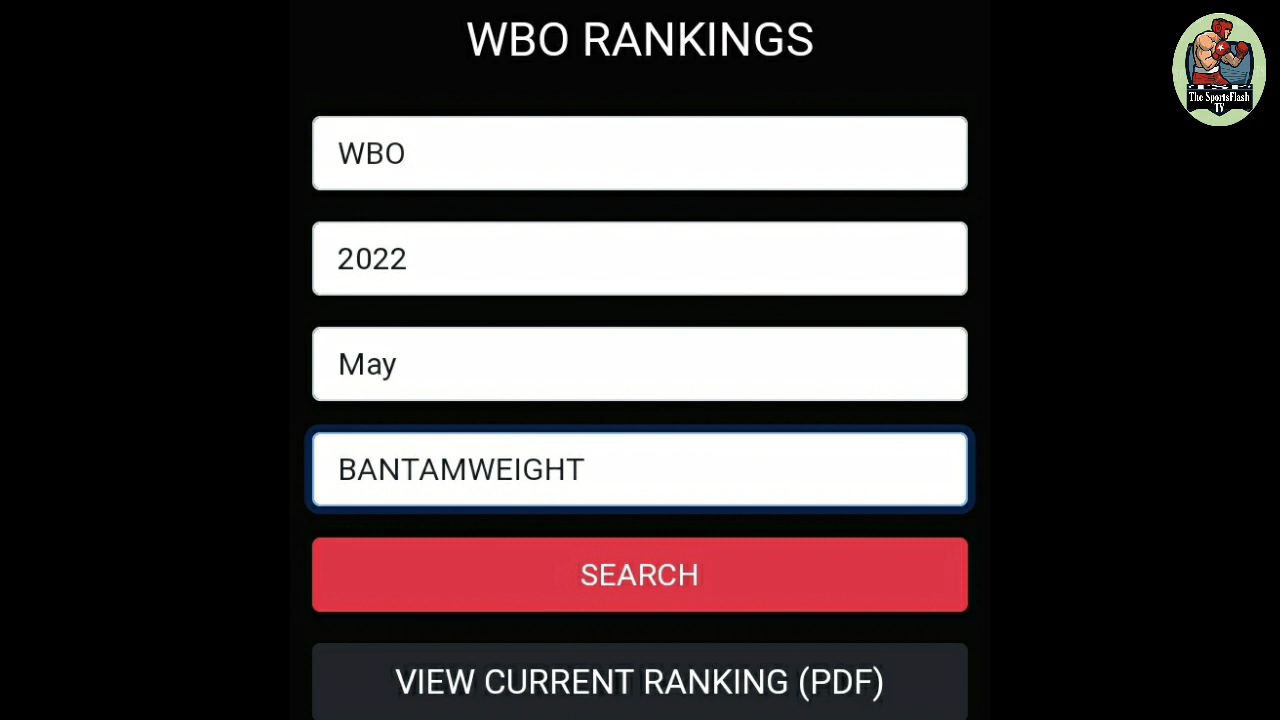 WBO RANKINGS
The SportsFlash
TV
WBO
2022
May
BANTAMWEIGHT
SEARCH
VIEW CURRENT RANKING (PDF)